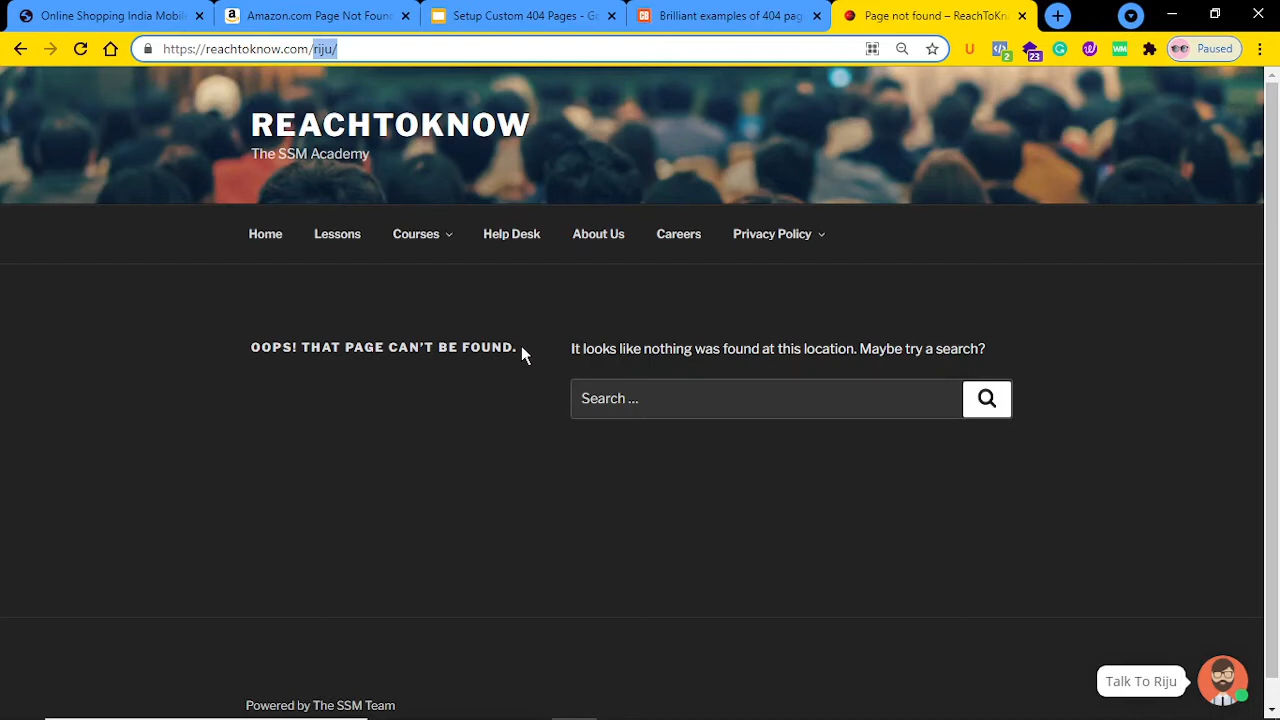 Online Shopping India Mobil
Amazon.com Page Not Foun
Setup Custom 404 Pages - Go
Brilliant examples of 404 pag
Page not found – ReachToKn
https://reachtoknow.com/riju/
2
23
Paused
REACHTOKNOW
The SSM Academy
Home
Lessons
Courses
Help Desk
About Us
Careers
Privacy Policy
OOPS! THAT PAGE CAN'T BE FOUND.
It looks like nothing was found at this location. Maybe try a search?
Search …
Talk To Riju
Powered by The SSM Team